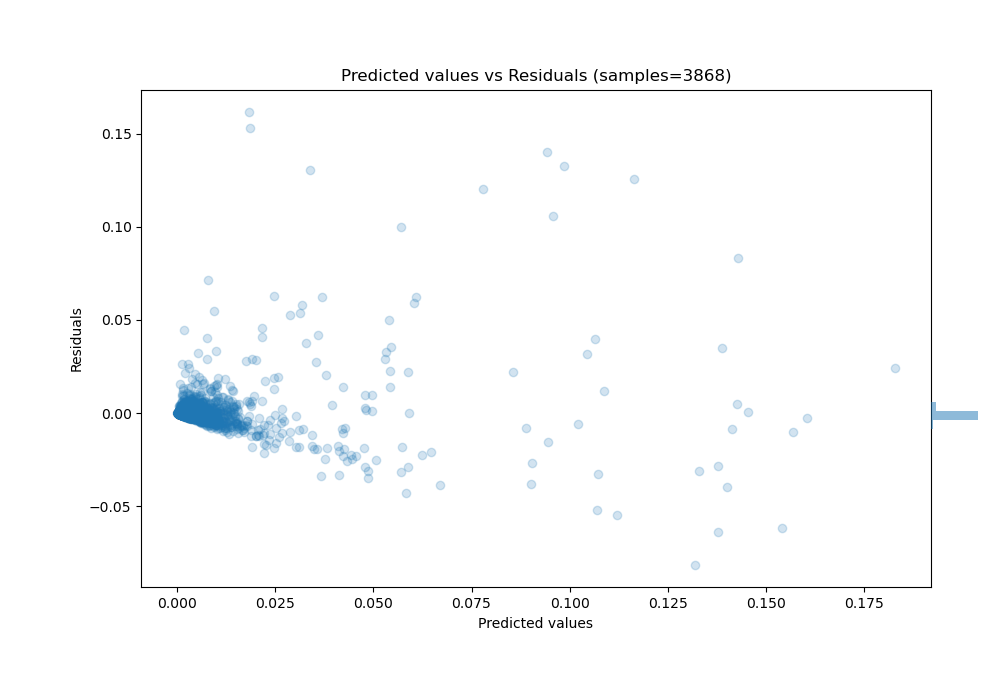 Predicted values vs Residuals (samples=3868)
0.15
0.10
0.05
0.00
−0.05
Residuals
0.000 0.025 0.050 0.075 0.100 0.125 0.150 0.175
Predicted values